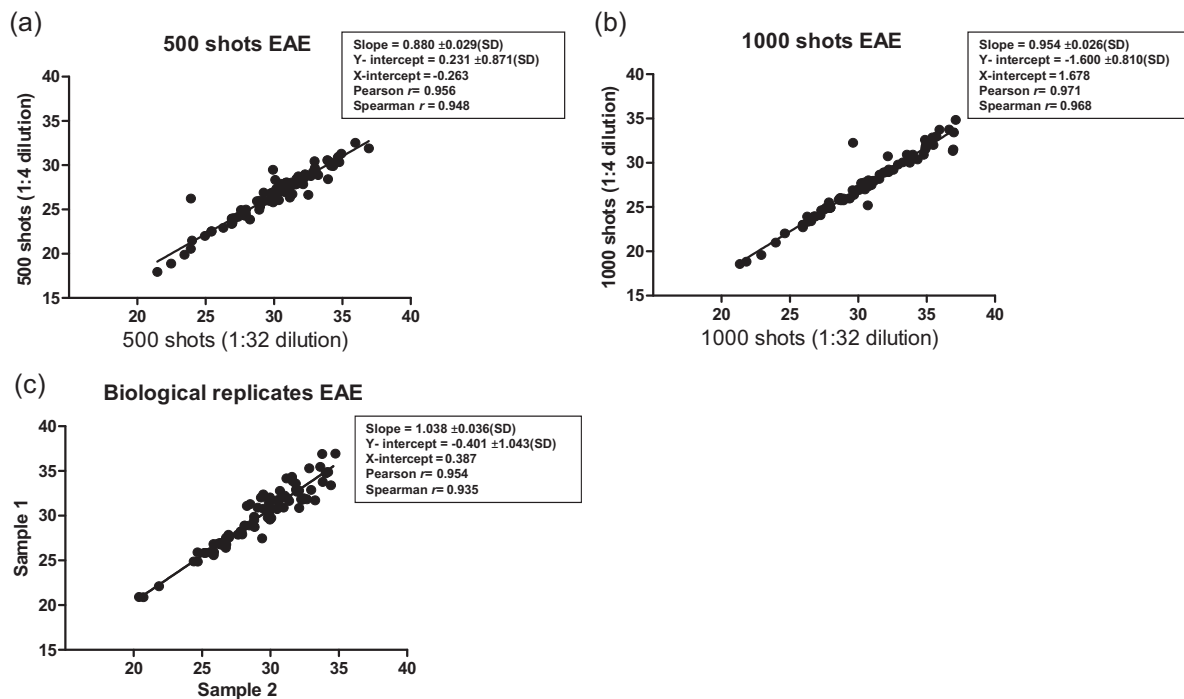 (a)
500 shots EAE
Slope = 0.880 ±0.029(SD)
Y- intercept = 0.231 ±0.871(SD)
X-intercept = -0.263
Pearson r= 0.956
Spearman r = 0.948
500 shots (1:4 dilution)
40
35
30
25
20
15
20 25 30 35 40
500 shots (1:32 dilution)
(b)
1000 shots EAE
Slope = 0.954 ±0.026(SD)
Y- intercept = -1.600 ±0.810(SD)
X-intercept = 1.678
Pearson r= 0.971
Spearman r = 0.968
1000 shots (1:4 dilution)
40
35
30
25
20
15
20 25 30 35 40
1000 shots (1:32 dilution)
(c)
Biological replicates EAE
Slope = 1.038 ±0.036(SD)
Y- intercept = -0.401 ±1.043(SD)
X-intercept = 0.387
Pearson r= 0.954
Spearman r= 0.935
Sample 1
40
35
30
25
20
15
20 25 30 35 40
Sample 2